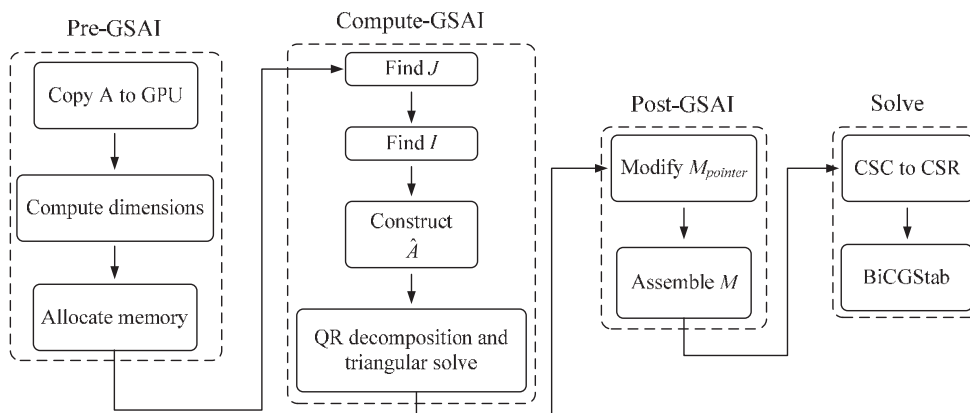 Pre-GSAI
Copy A to GPU
Compute dimensions
Allocate memory
Compute-GSAI
Find J
Find I
Construct
Â
QR decomposition and
triangular solve
Post-GSAI
Modify M_pointer
Assemble M
Solve
CSC to CSR
BiCGStab